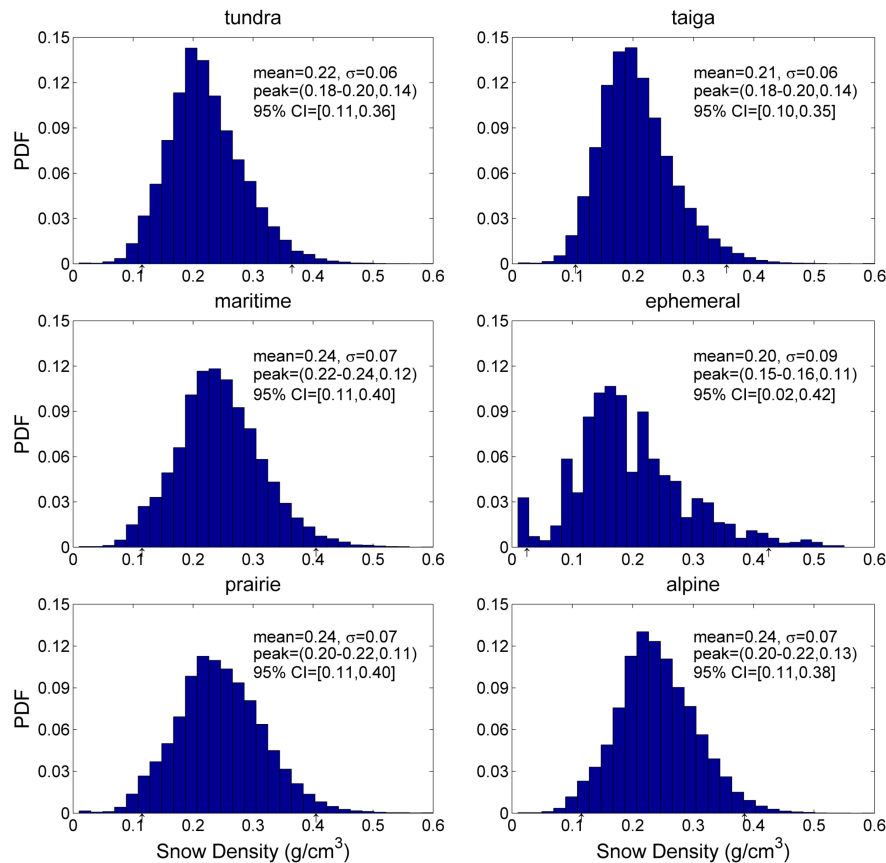 tundra
0.15
0.12
0.09
0.06
0.03
0
PDF
mean=0.22, σ=0.06
peak=(0.18-0.20,0.14)
95% CI=[0.11,0.36]
0 0.1 0.2 0.3 0.4 0.5 0.6
taiga
0.15
0.12
0.09
0.06
0.03
0
mean=0.21, σ=0.06
peak=(0.18-0.20,0.14)
95% CI=[0.10,0.35]
0 0.1 0.2 0.3 0.4 0.5 0.6
maritime
0.15
0.12
0.09
0.06
0.03
0
PDF
mean=0.24, σ=0.07
peak=(0.22-0.24,0.12)
95% CI=[0.11,0.40]
0 0.1 0.2 0.3 0.4 0.5 0.6
ephemeral
0.15
0.12
0.09
0.06
0.03
0
mean=0.20, σ=0.09
peak=(0.15-0.16,0.11)
95% CI=[0.02,0.42]
0 0.1 0.2 0.3 0.4 0.5 0.6
prairie
0.15
0.12
0.09
0.06
0.03
0
PDF
mean=0.24, σ=0.07
peak=(0.20-0.22,0.11)
95% CI=[0.11,0.40]
0 0.1 0.2 0.3 0.4 0.5 0.6
Snow Density (g/cm³)
alpine
0.15
0.12
0.09
0.06
0.03
0
mean=0.24, σ=0.07
peak=(0.20-0.22,0.13)
95% CI=[0.11,0.38]
0 0.1 0.2 0.3 0.4 0.5 0.6
Snow Density (g/cm³)